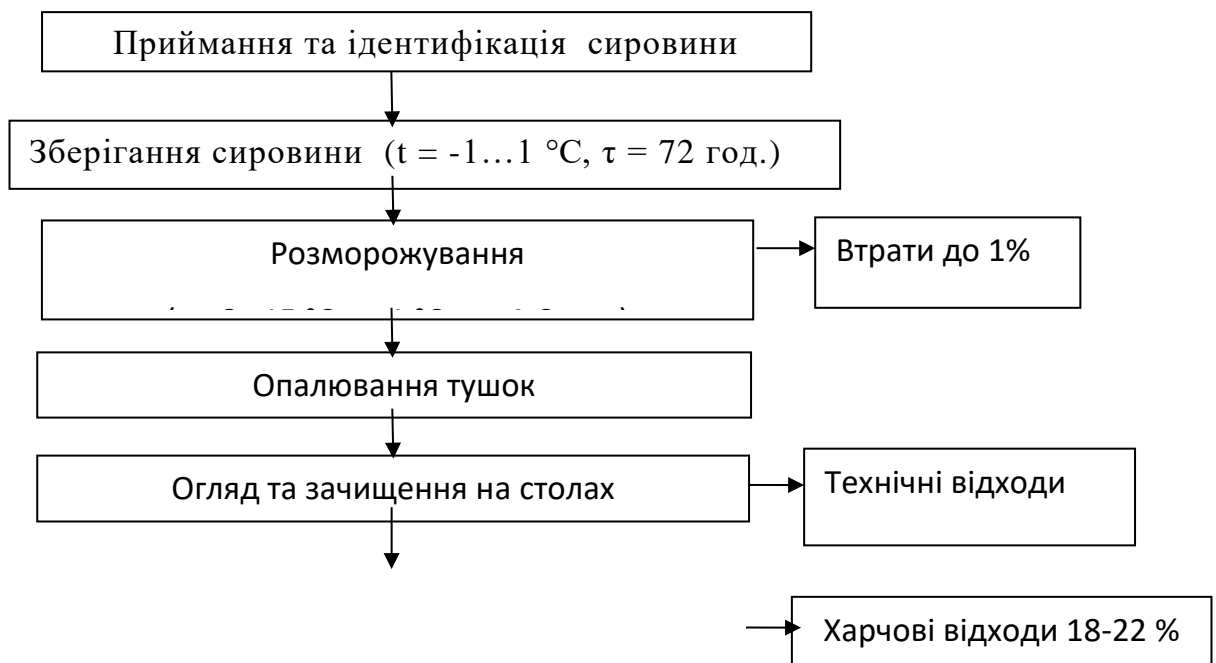 Приймання та ідентифікація сировини
Зберігання сировини (t = -1…1 °С, τ = 72 год.)
Розморожування
Втрати до 1%
Опалювання тушок
Огляд та зачищення на столах
Технічні відходи
Харчові відходи 18-22 %